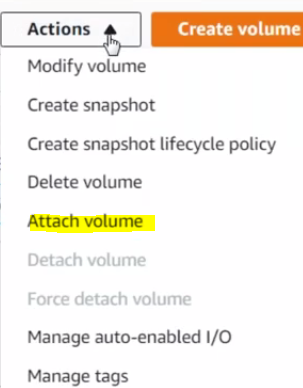 Actions
Create volume
Modify volume
Create snapshot
Create snapshot lifecycle policy
Delete volume
Attach volume
Detach volume
Force detach volume
Manage auto-enabled I/O
Manage tags